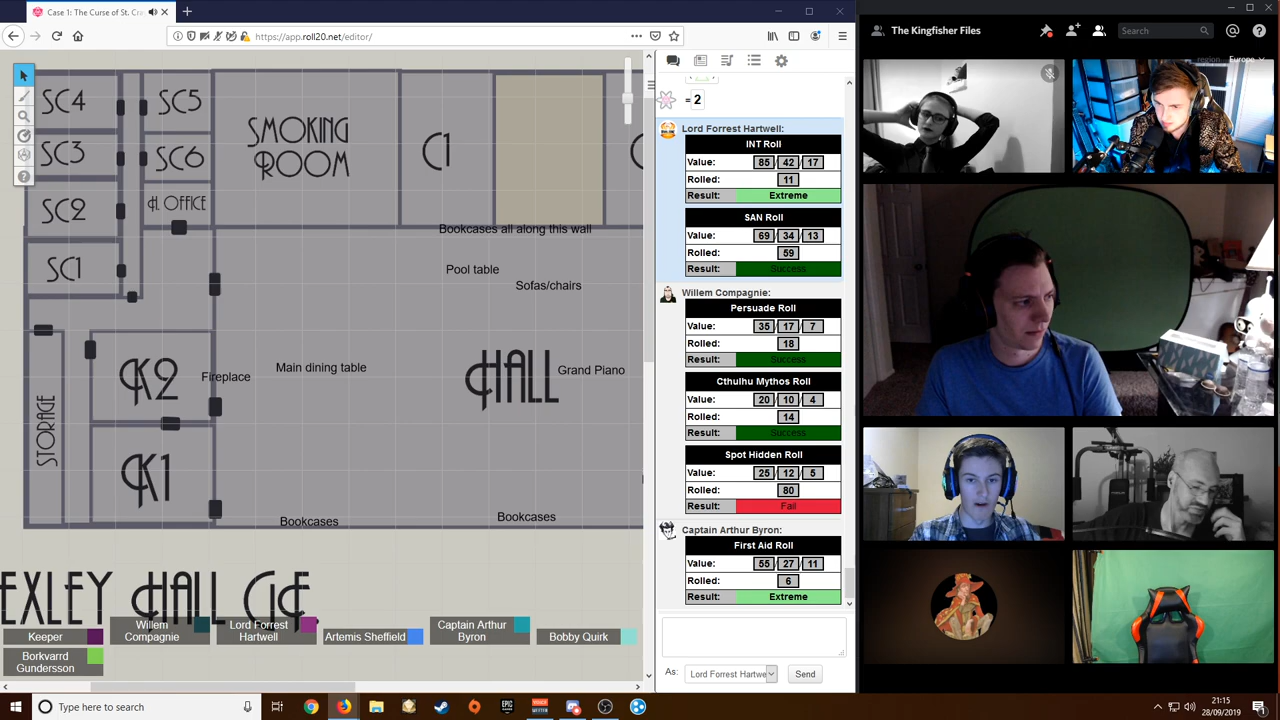 Case 1: The Curse of St. Cra
https://app.roll20.net/editor/
SC4
SC5
SC3
SC6
SC2
SC1
SMOKING
ROOM
C1
C
Bookcases all along this wall
Pool table
Sofas/chairs
K2
Fireplace
Main dining table
HALL
Grand Piano
STORAGE
K1
Bookcases
Bookcases
EXLEY HALL
Keeper
Willem
Compagnie
Lord Forrest
Hartwell
Artemis Sheffield
Captain Arthur
Byron
Bobby Quirk
Borkvarrd
Gundersson
= 2
Lord Forrest Hartwell:
INT Roll
Value: 85 / 42 / 17
Rolled: 11
Result: Extreme
SAN Roll
Value: 69 / 34 / 13
Rolled: 59
Result: Success
Willem Compagnie:
Persuade Roll
Value: 35 / 17 / 7
Rolled: 18
Result: Success
Cthulhu Mythos Roll
Value: 20 / 10 / 4
Rolled: 14
Result: Success
Spot Hidden Roll
Value: 25 / 12 / 5
Rolled: 80
Result: Fail
Captain Arthur Byron:
First Aid Roll
Value: 55 / 27 / 11
Rolled: 6
Result: Extreme
As: Lord Forrest Hartwe
Send
The Kingfisher Files
Search
region Europe
Type here to search
21:15
28/09/2019